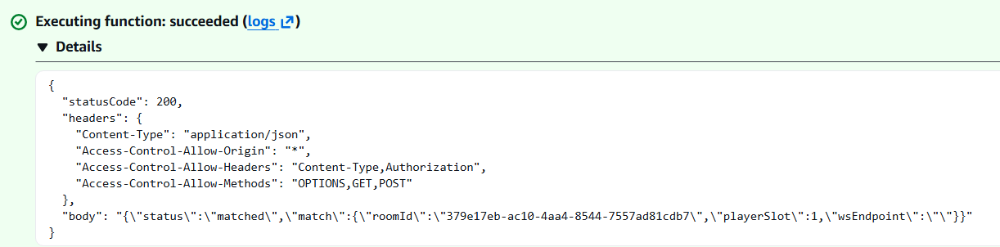 Executing function: succeeded (logs)
Details
{
  "statusCode": 200,
  "headers": {
    "Content-Type": "application/json",
    "Access-Control-Allow-Origin": "*",
    "Access-Control-Allow-Headers": "Content-Type,Authorization",
    "Access-Control-Allow-Methods": "OPTIONS,GET,POST"
  },
  "body": "{\"status\":\"matched\",\"match\":{\"roomId\":\"379e17eb-ac10-4aa4-8544-7557ad81cdb7\",\"playerSlot\":1,\"wsEndpoint\":\"\"}}"
}